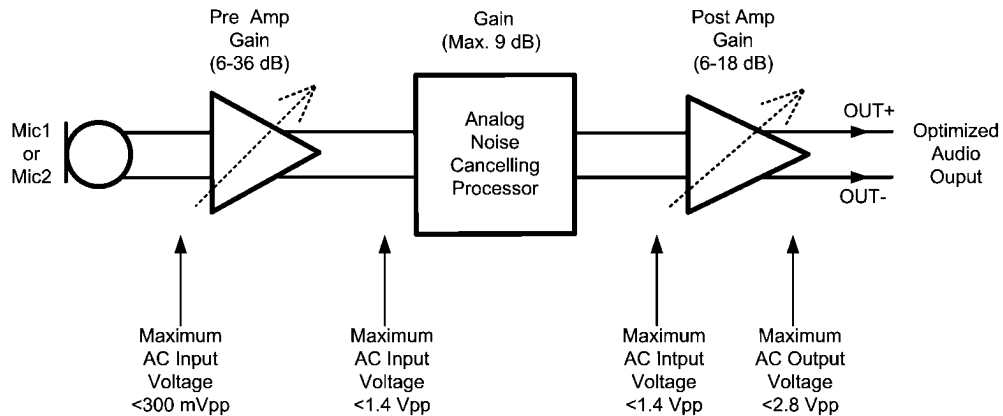 Pre Amp
Gain
(6-36 dB)
Gain
(Max. 9 dB)
Post Amp
Gain
(6-18 dB)
Mic1
or
Mic2
Analog
Noise
Cancelling
Processor
OUT+
OUT-
Optimized
Audio
Ouput
Maximum
AC Input
Voltage
<300 mVpp
Maximum
AC Input
Voltage
<1.4 Vpp
Maximum
AC Intput
Voltage
<1.4 Vpp
Maximum
AC Output
Voltage
<2.8 Vpp